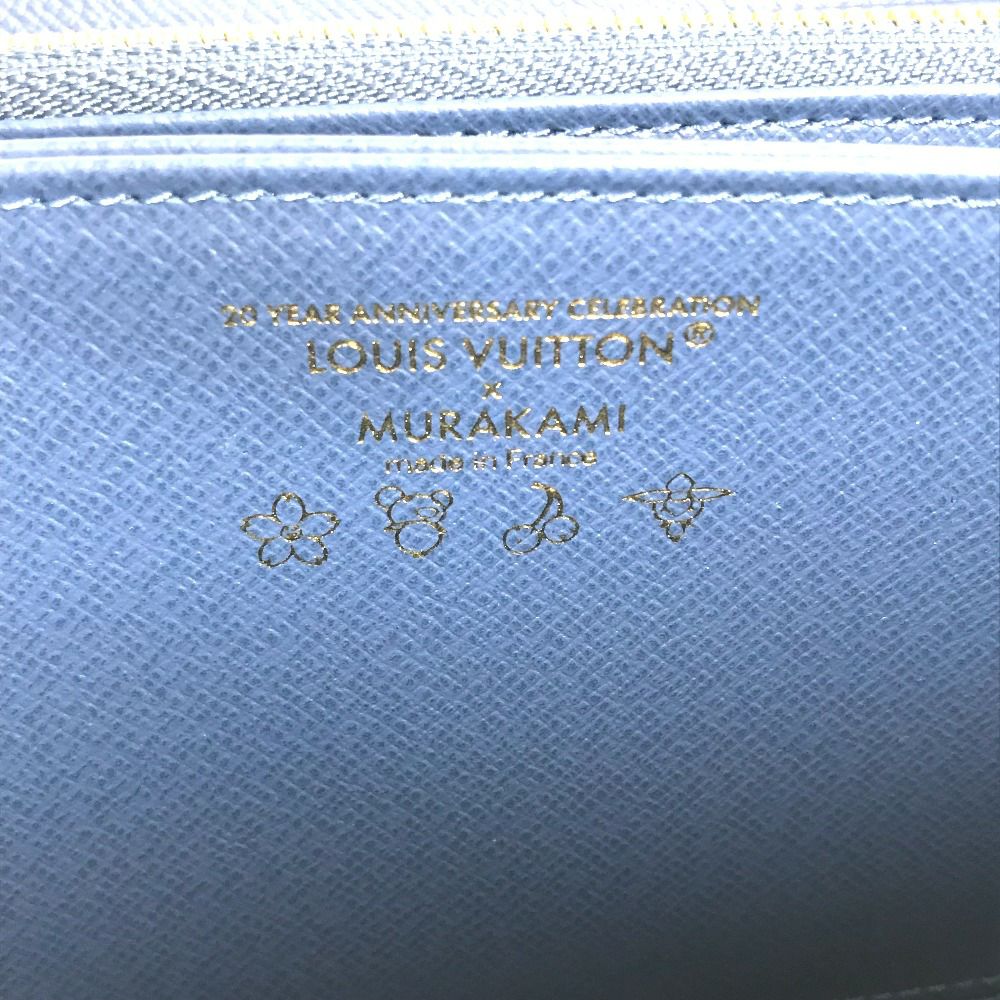 20 YEAR ANNIVERSARY CELEBRATION
LOUIS VUITTON®
x
MURAKAMI
made in France